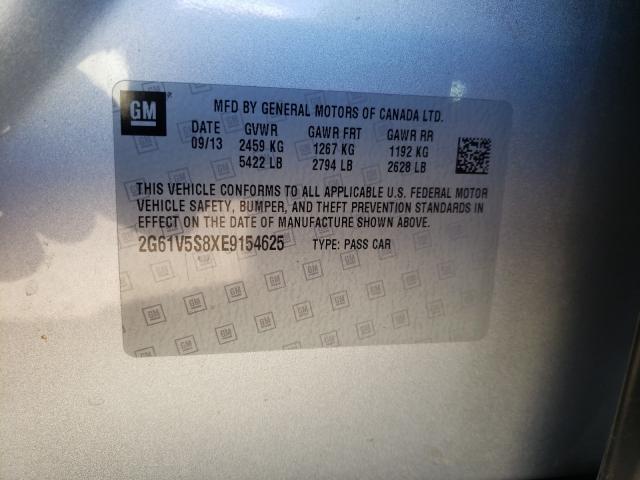 GM
MFD BY GENERAL MOTORS OF CANADA LTD.
DATE GVWR GAWR FRT GAWR RR
09/13 2459 KG 1267 KG 1192 KG
5422 LB 2794 LB 2628 LB
THIS VEHICLE CONFORMS TO ALL APPLICABLE U.S. FEDERAL MOTOR
VEHICLE SAFETY, BUMPER, AND THEFT PREVENTION STANDARDS IN
EFFECT ON THE DATE OF MANUFACTURE SHOWN ABOVE.
2G61V5S8XE9154625 TYPE: PASS CAR